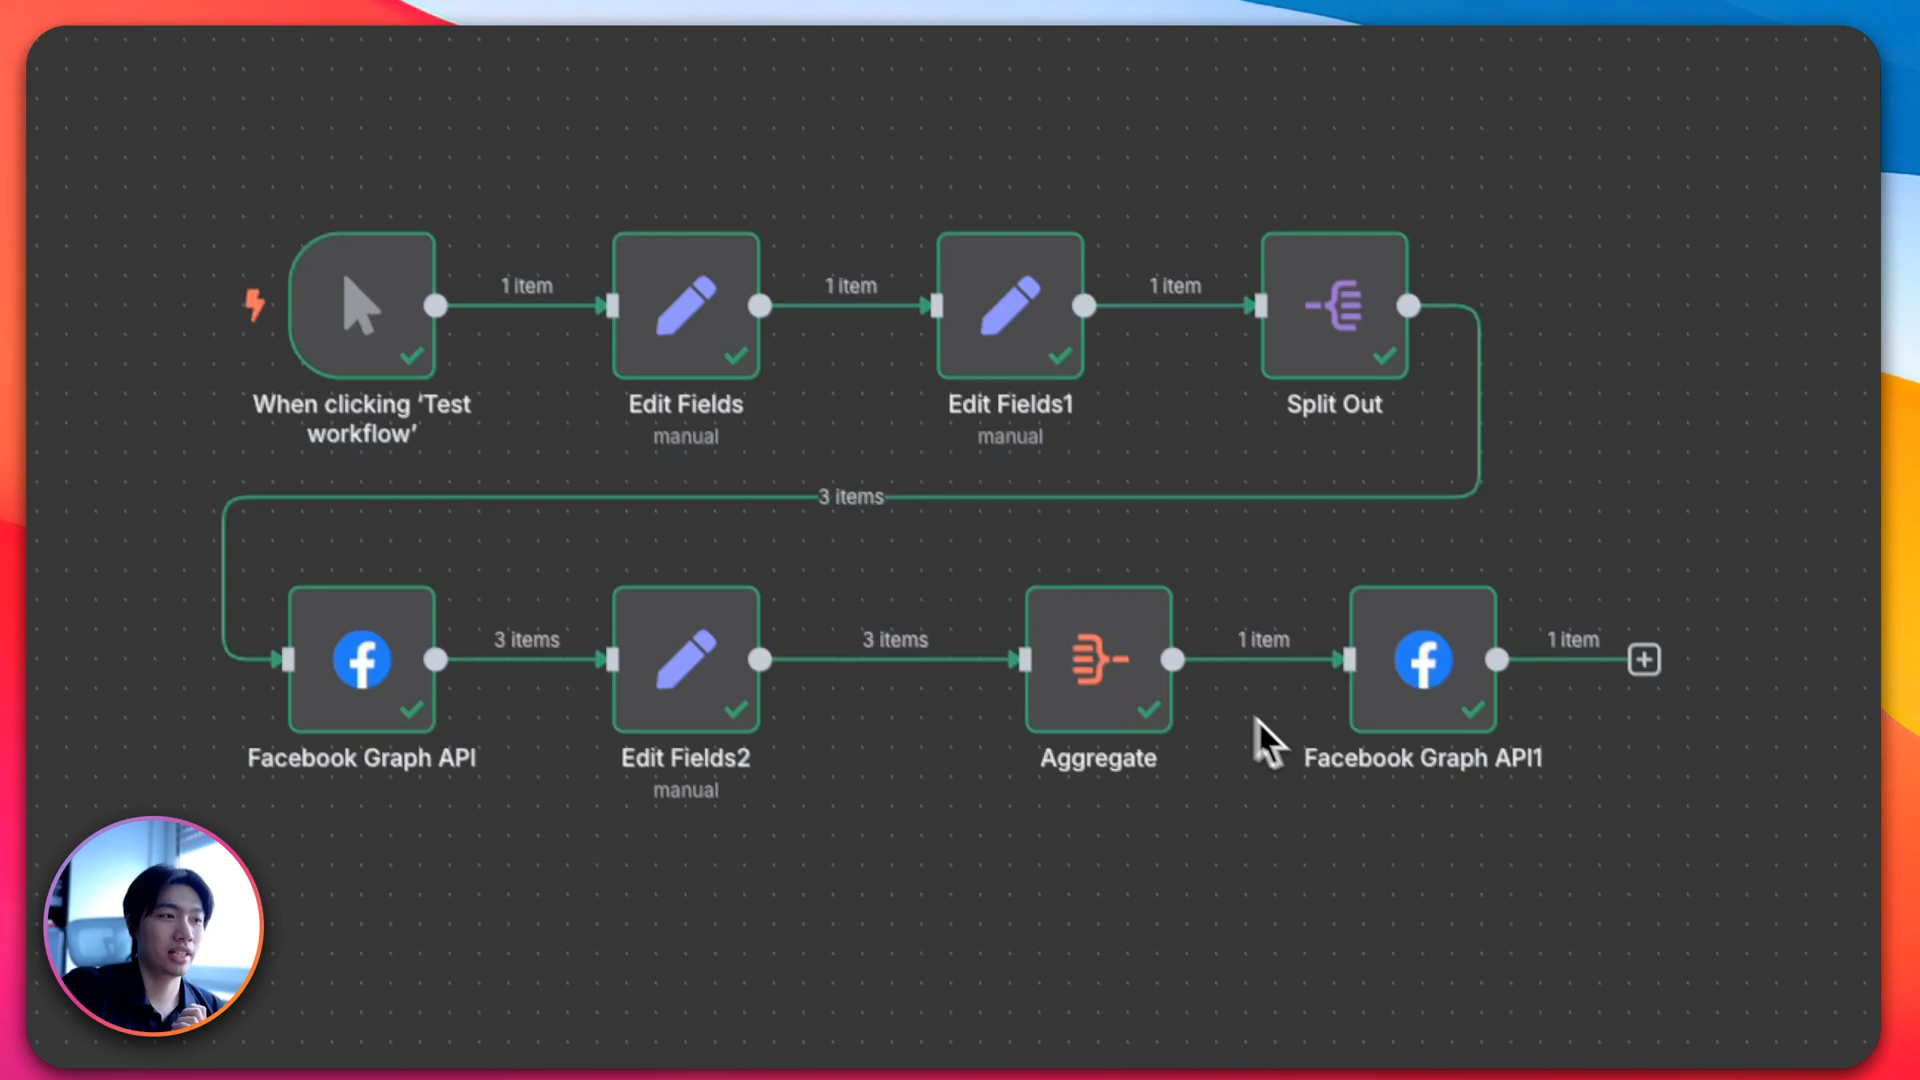 1 item
1 item
1 item
When clicking ‘Test
workflow’
Edit Fields
manual
Edit Fields1
manual
Split Out
3 items
3 items
3 items
1 item
1 item
Facebook Graph API
Edit Fields2
manual
Aggregate
Facebook Graph API1